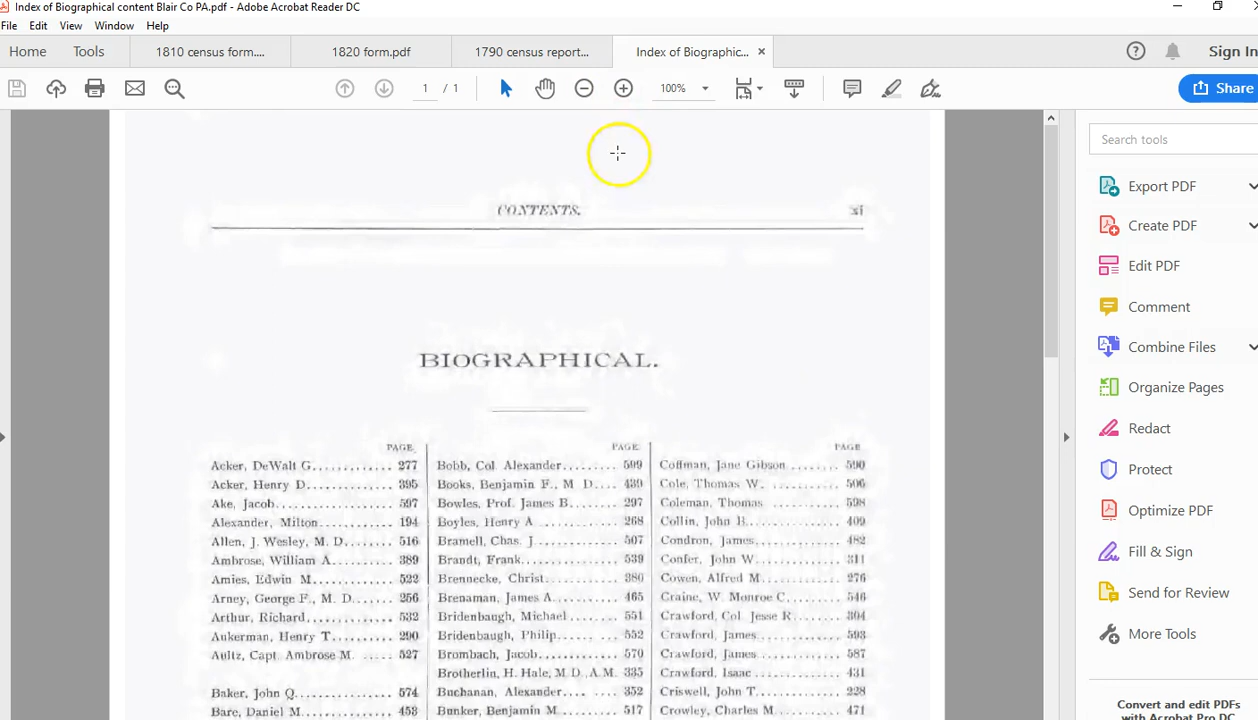 Index of Biographical content Blair Co PA.pdf - Adobe Acrobat Reader DC
File Edit View Window Help
Home Tools 1810 census form.... 1820 form.pdf 1790 census report... Index of Biographic... Sign In
1 / 1 100% Share
Search tools
CONTENTS. xi
BIOGRAPHICAL.
PAGE
Acker, DeWalt G............. 277
Acker, Henry D.............. 395
Ake, Jacob.................. 597
Alexander, Milton........... 194
Allen, J. Wesley, M. D....... 516
Ambrose, William A.......... 389
Amies, Edwin M.............. 522
Arney, George F., M. D...... 256
Arthur, Richard............. 532
Aukerman, Henry T........... 290
Aultz, Capt. Ambrose M. ..... 527
Baker, John Q............... 574
Bare, Daniel M.............. 453
PAGE
Bobb, Col. Alexander........ 599
Books, Benjamin F., M D.... 439
Bowles, Prof. James B....... 297
Boyles, Henry A ............ 268
Bramell, Chas. J............ 507
Brandt, Frank............... 539
Brennecke, Christ........... 380
Brenaman, James A........... 465
Bridenbaugh, Michael........ 551
Bridenbaugh, Philip...... ... 552
Brombach, Jacob............. 570
Brotherlin, H. Hale, M.D., A.M. 335
Buchanan, Alexander.... .... 352
Bunker, Benjamin M.......... 517
PAGE
Coffman, Jane Gibson ....... 590
Cole, Thomas W. ............ 506
Coleman, Thomas ............ 598
Collin, John B.............. 409
Condron, James.............. 482
Confer, John W.............. 311
Cowen, Alfred M............. 276
Craine, W. Monroe C......... 546
Crawford, Col. Jesse R...... 304
Crawford, James............. 593
Crawford, James............. 587
Crawford, Isaac............. 431
Criswell, John T............ 228
Crowley, Charles M.......... 471
Export PDF
Create PDF
Edit PDF
Comment
Combine Files
Organize Pages
Redact
Protect
Optimize PDF
Fill & Sign
Send for Review
More Tools
Convert and edit PDFs
with Acrobat Pro DC